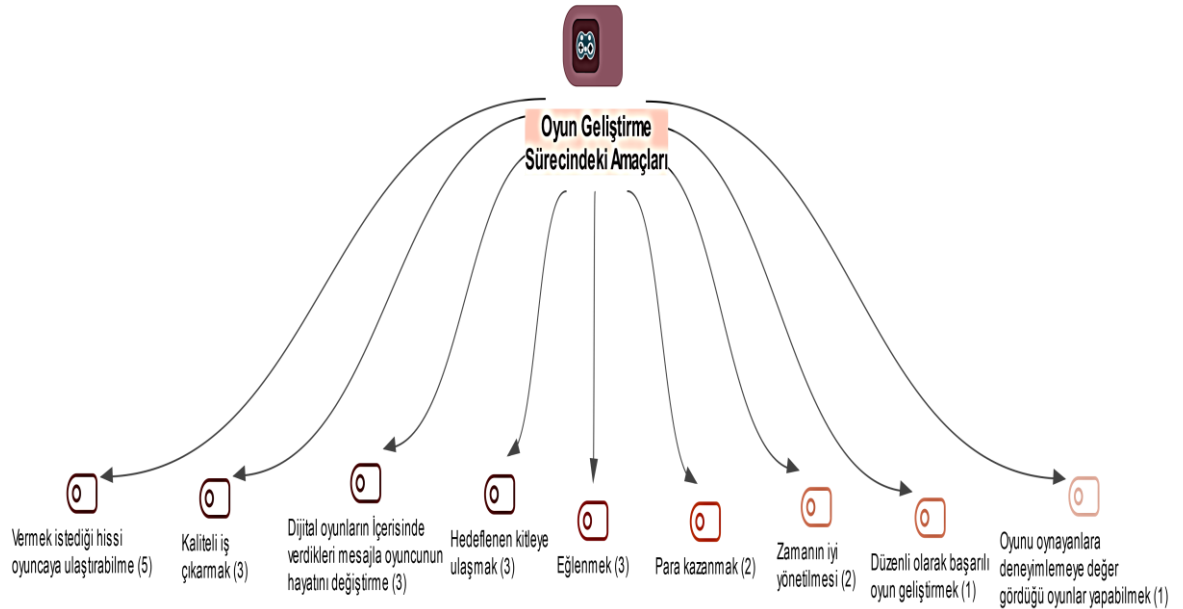 Oyun Geliştirme
Sürecindeki Amaçları
Vermek istediği hissi
oyuncaya ulaştırabilme (5)
Kaliteli iş
çıkarmak (3)
Dijital oyunların İçerisinde
verdikleri mesajla oyuncunun
hayatını değiştirme (3)
Hedeflenen kitleye
ulaşmak (3)
Eğlenmek (3)
Para kazanmak (2)
Zamanın iyi
yönetilmesi (2)
Düzenli olarak başarılı
oyun geliştirmek (1)
Oyunu oynayanlara
deneyimlemeye değer
gördüğü oyunlar yapabilmek (1)